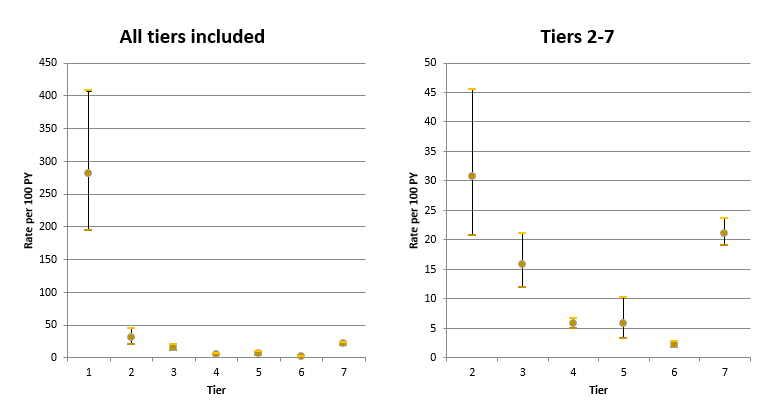 All tiers included
Rate per 100 PY
450
400
350
300
250
200
150
100
50
0
1 2 3 4 5 6 7
Tier
Tiers 2-7
Rate per 100 PY
50
45
40
35
30
25
20
15
10
5
0
2 3 4 5 6 7
Tier